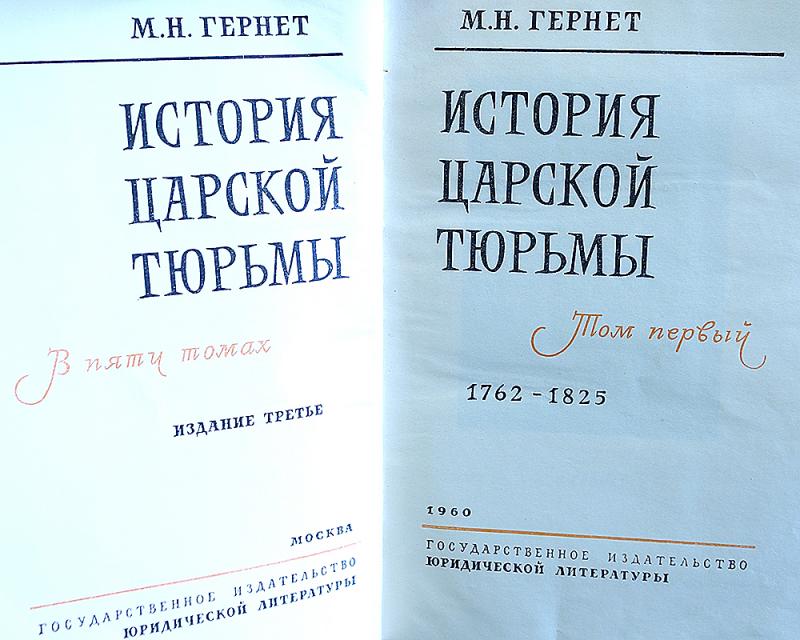 М.Н. ГЕРНЕТ
ИСТОРИЯ
ЦАРСКОЙ
ТЮРЬМЫ
В пяти томах
ИЗДАНИЕ ТРЕТЬЕ
МОСКВА
ГОСУДАРСТВЕННОЕ ИЗДАТЕЛЬСТВО
ЮРИДИЧЕСКОЙ ЛИТЕРАТУРЫ
М.Н. ГЕРНЕТ
ИСТОРИЯ
ЦАРСКОЙ
ТЮРЬМЫ
Том первый
1762 – 1825
1960
ГОСУДАРСТВЕННОЕ ИЗДАТЕЛЬСТВО
ЮРИДИЧЕСКОЙ ЛИТЕРАТУРЫ